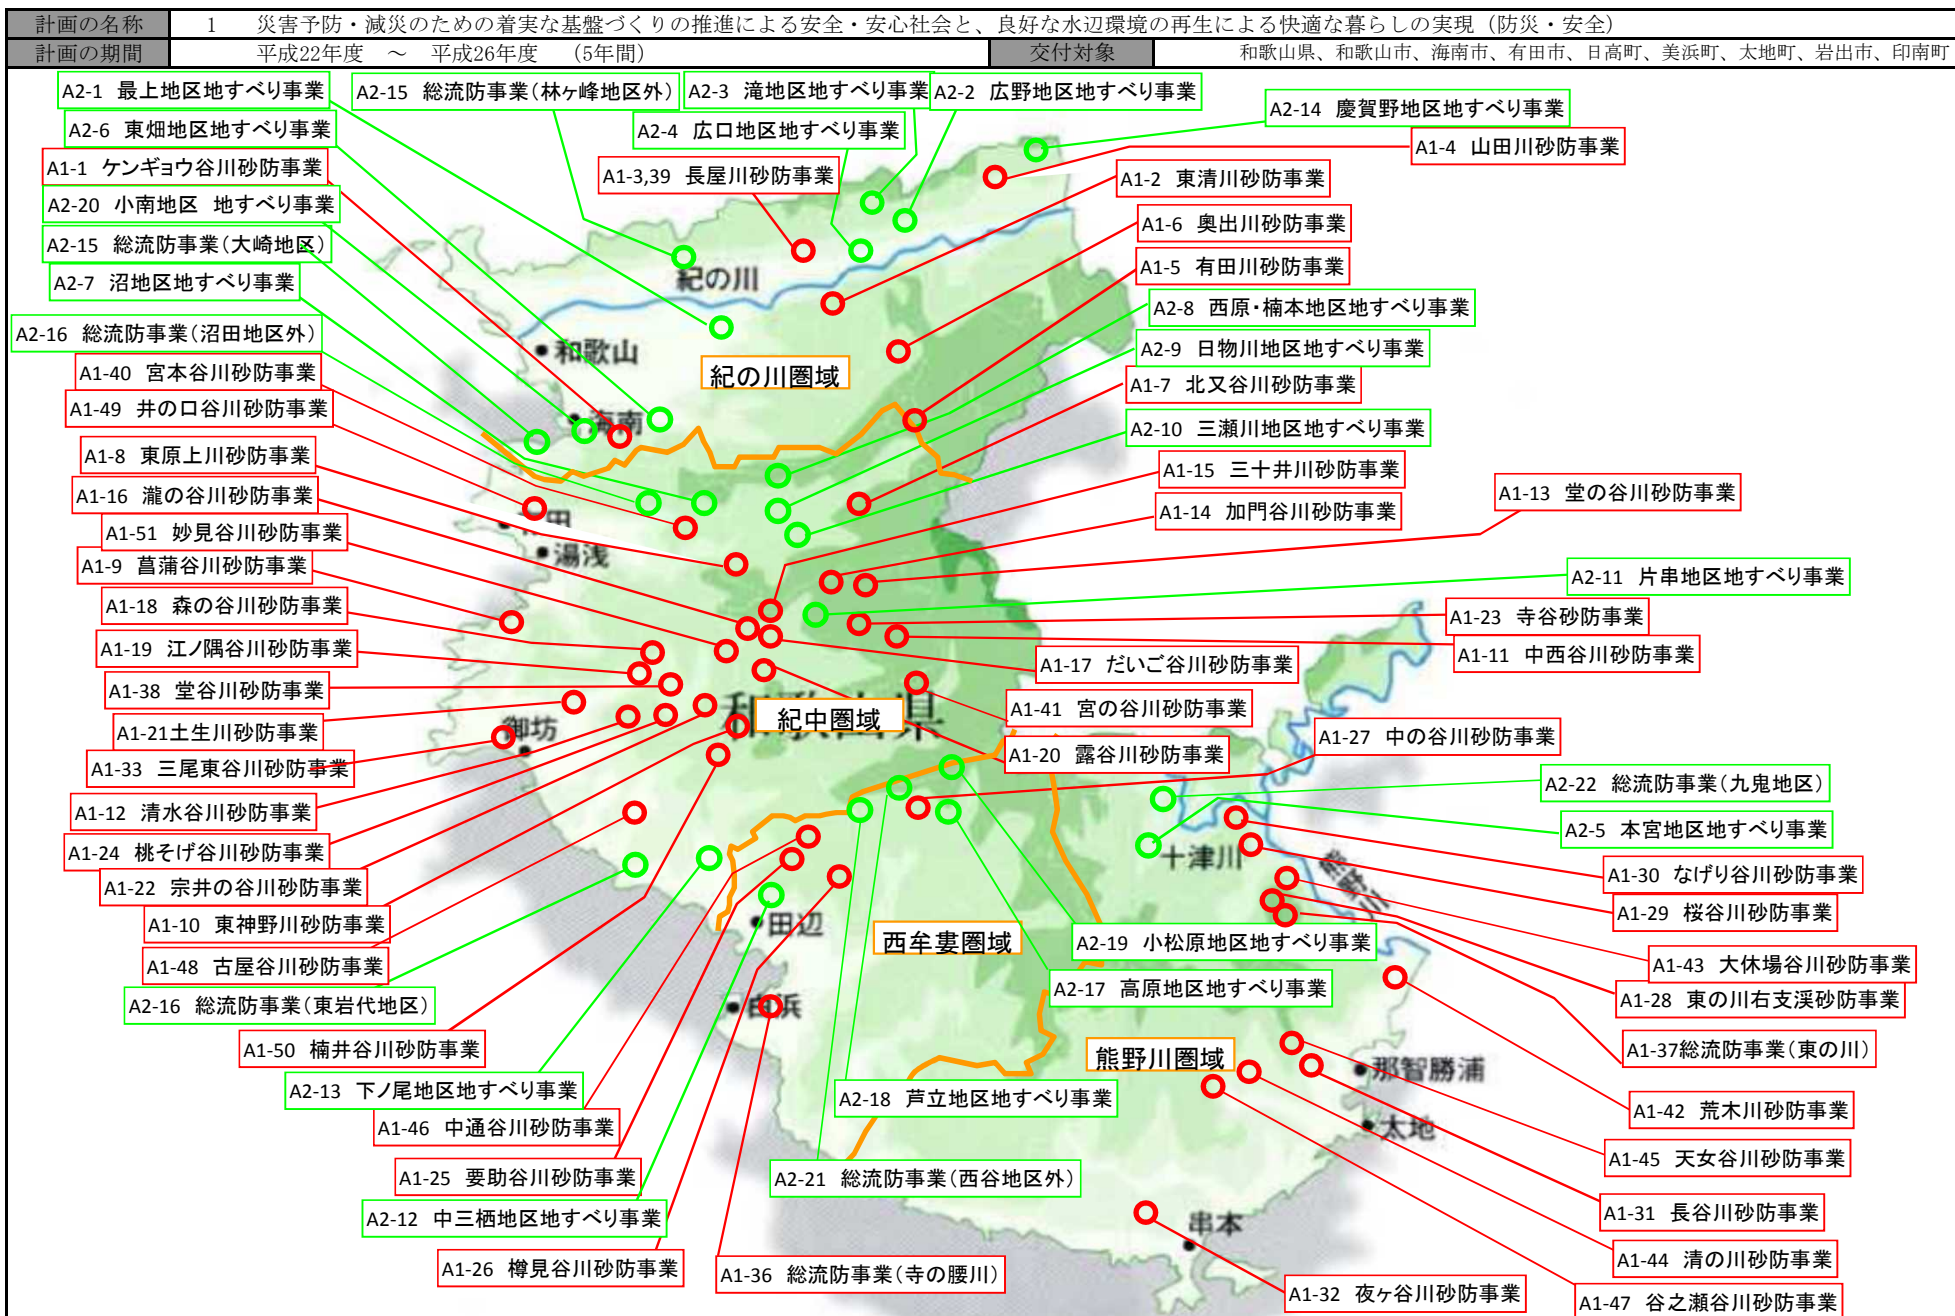 計画の名称 1 災害予防・減災のための着実な基盤づくりの推進による安全・安心社会と、良好な水辺環境の再生による快適な暮らしの実現（防災・安全）
計画の期間 平成22年度 ～ 平成26年度 （5年間） 交付対象 和歌山県、和歌山市、海南市、有田市、日高町、美浜町、太地町、岩出市、印南町
A2-1 最上地区地すべり事業
A2-15 総流防事業(林ヶ峰地区外)
A2-3 滝地区地すべり事業
A2-2 広野地区地すべり事業
A2-14 慶賀野地区地すべり事業
A2-6 東畑地区地すべり事業
A2-4 広口地区地すべり事業
A1-4 山田川砂防事業
A1-1 ケンギョウ谷川砂防事業
A1-3,39 長屋川砂防事業
A1-2 東清川砂防事業
A2-20 小南地区 地すべり事業
A1-6 奥出川砂防事業
A2-15 総流防事業(大崎地区)
A1-5 有田川砂防事業
A2-7 沼地区地すべり事業
紀の川
A2-8 西原・楠本地区地すべり事業
A2-16 総流防事業(沼田地区外)
和歌山
A2-9 日物川地区地すべり事業
A1-40 宮本谷川砂防事業
紀の川圏域
A1-7 北又谷川砂防事業
A1-49 井の口谷川砂防事業
海南
A2-10 三瀬川地区地すべり事業
A1-8 東原上川砂防事業
A1-15 三十井川砂防事業
A1-16 瀧の谷川砂防事業
A1-13 堂の谷川砂防事業
A1-14 加門谷川砂防事業
田
A1-51 妙見谷川砂防事業
湯浅
A1-9 菖蒲谷川砂防事業
A2-11 片串地区地すべり事業
A1-18 森の谷川砂防事業
A1-23 寺谷砂防事業
A1-19 江ノ隅谷川砂防事業
A1-17 だいご谷川砂防事業
A1-11 中西谷川砂防事業
A1-38 堂谷川砂防事業
和歌山県
紀中圏域
A1-41 宮の谷川砂防事業
A1-21土生川砂防事業
御坊
A1-27 中の谷川砂防事業
A1-20 露谷川砂防事業
A1-33 三尾東谷川砂防事業
A2-22 総流防事業(九鬼地区)
A1-12 清水谷川砂防事業
A2-5 本宮地区地すべり事業
A1-24 桃そげ谷川砂防事業
十津川
熊野川
A1-30 なげり谷川砂防事業
A1-22 宗井の谷川砂防事業
A1-29 桜谷川砂防事業
A1-10 東神野川砂防事業
田辺
西牟婁圏域
A2-19 小松原地区地すべり事業
A1-48 古屋谷川砂防事業
A1-43 大休場谷川砂防事業
A2-16 総流防事業(東岩代地区)
白浜
A2-17 高原地区地すべり事業
A1-28 東の川右支渓砂防事業
A1-50 楠井谷川砂防事業
熊野川圏域
A1-37総流防事業(東の川)
那智勝浦
A2-13 下ノ尾地区地すべり事業
A2-18 芦立地区地すべり事業
A1-42 荒木川砂防事業
A1-46 中通谷川砂防事業
太地
A1-45 天女谷川砂防事業
A1-25 要助谷川砂防事業
A2-21 総流防事業(西谷地区外)
A2-12 中三栖地区地すべり事業
A1-31 長谷川砂防事業
串本
A1-44 清の川砂防事業
A1-26 樽見谷川砂防事業
A1-36 総流防事業(寺の腰川)
A1-32 夜ヶ谷川砂防事業
A1-47 谷之瀬谷川砂防事業